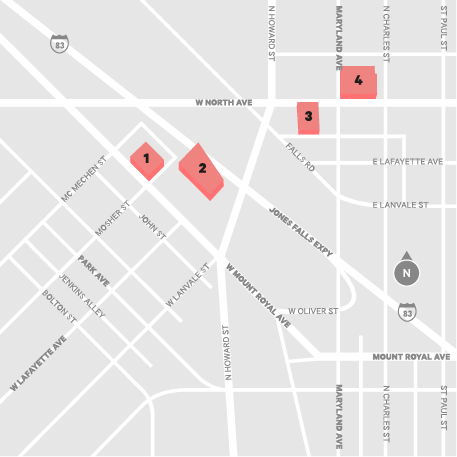 N HOWARD ST
MARYLAND AVE
N CHARLES ST
ST PAUL ST
83
4
W NORTH AVE
3
1
2
FALLS RD
E LAFAYETTE AVE
MC MECHEN ST
E LANVALE ST
MOSHER ST
JOHN ST
JONES FALLS EXPY
PARK AVE
N
JENKINS ALLEY
W LANVALE ST
W MOUNT ROYAL AVE
BOLTON ST
W OLIVER ST
83
W LAFAYETTE AVE
N HOWARD ST
MOUNT ROYAL AVE
MARYLAND AVE
N CHARLES ST
ST PAUL ST